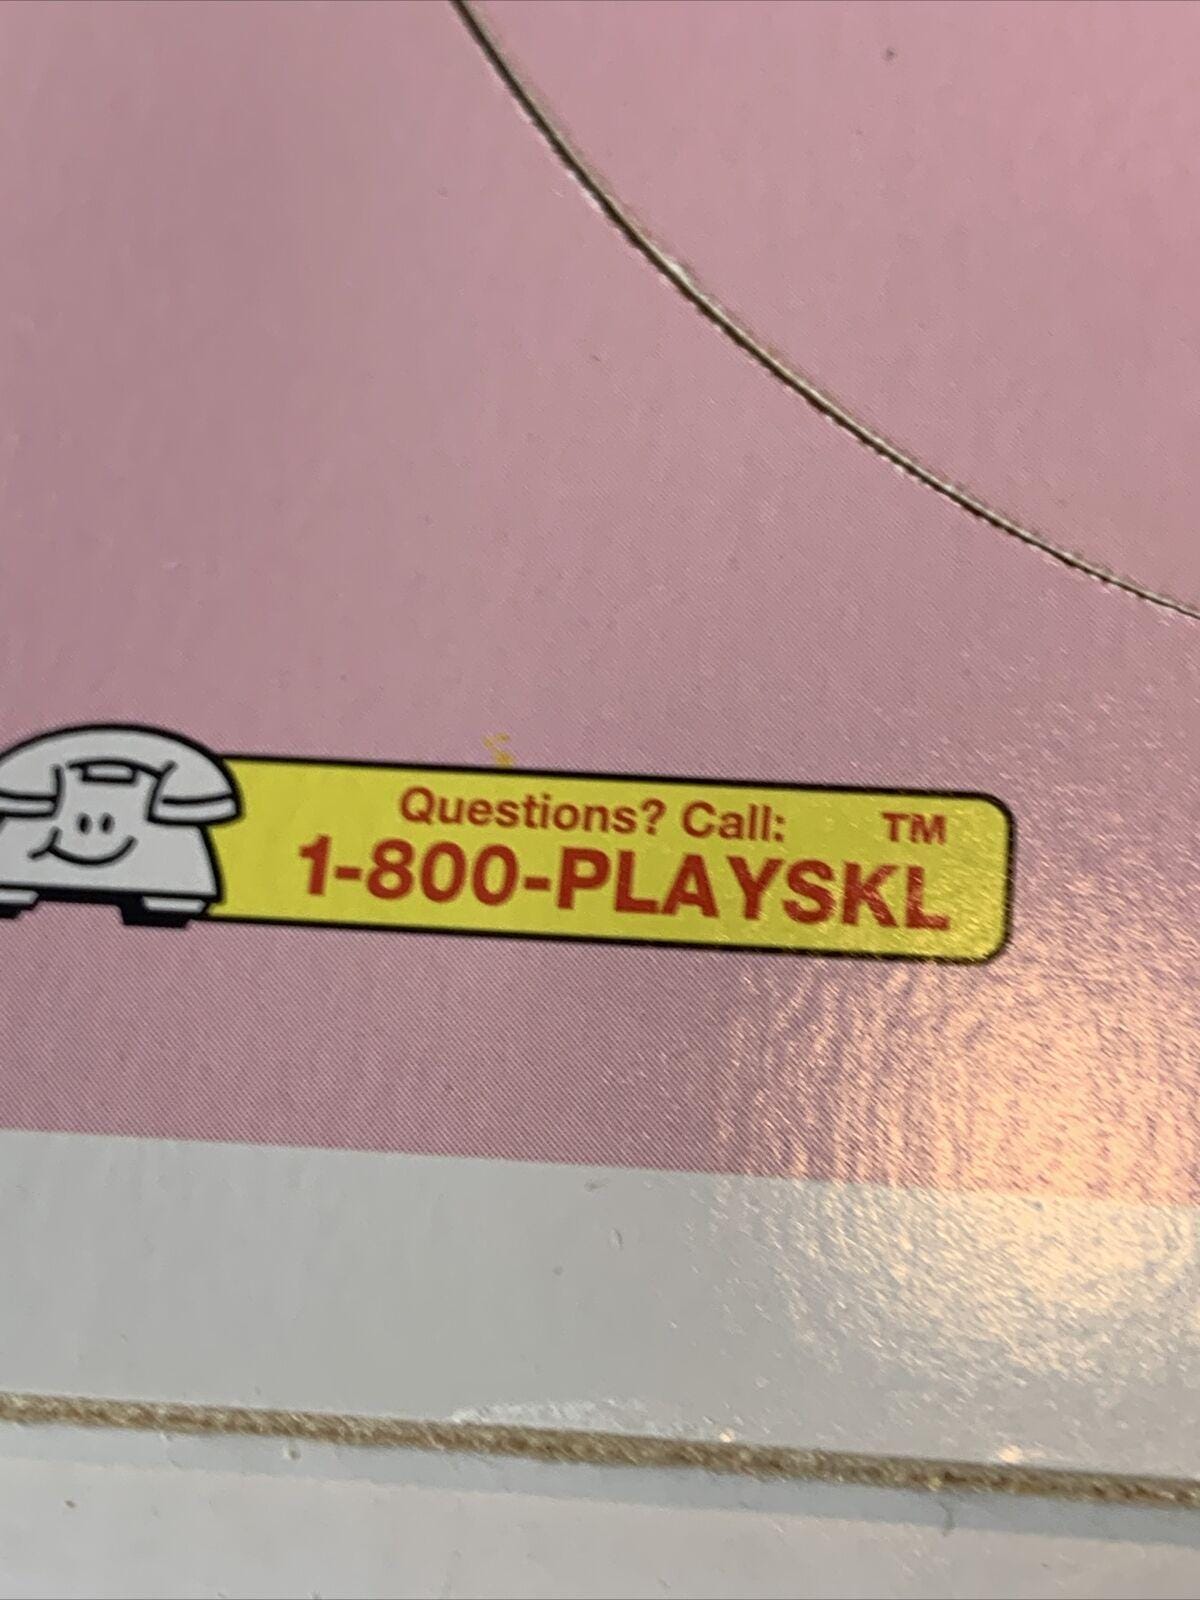 Questions? Call: TM
1-800-PLAYSKL